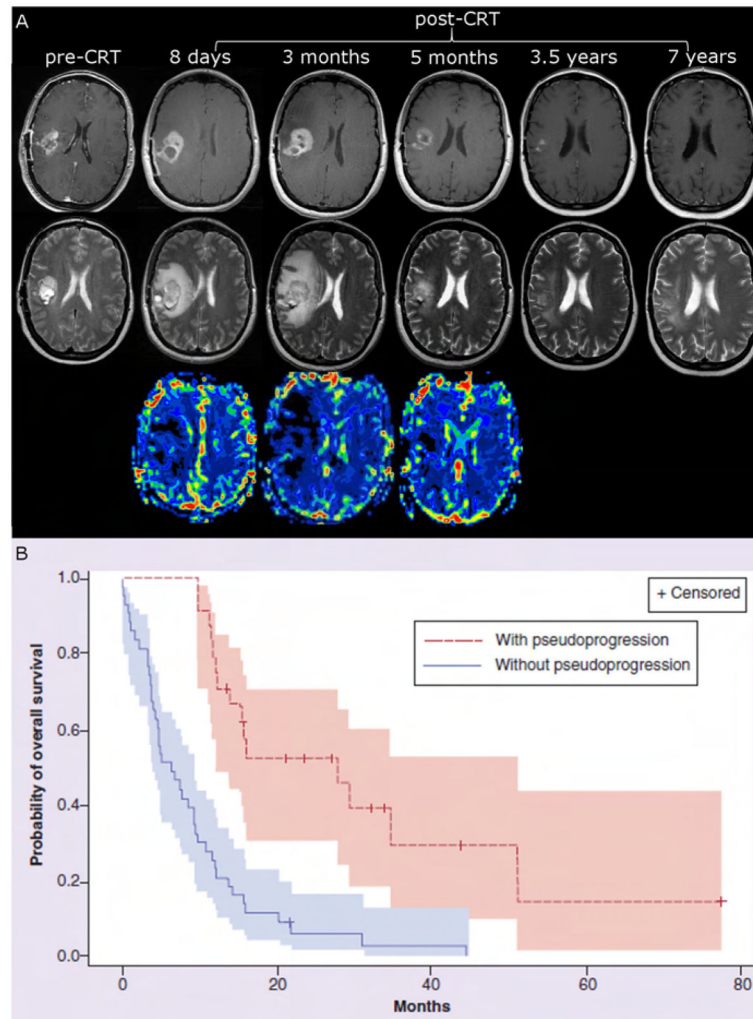 A
post-CRT
pre-CRT 8 days 3 months 5 months 3.5 years 7 years
B
1.0
0.8
0.6
0.4
0.2
0.0
Probability of overall survival
+ Censored
With pseudoprogression
Without pseudoprogression
0 20 40 60 80
Months